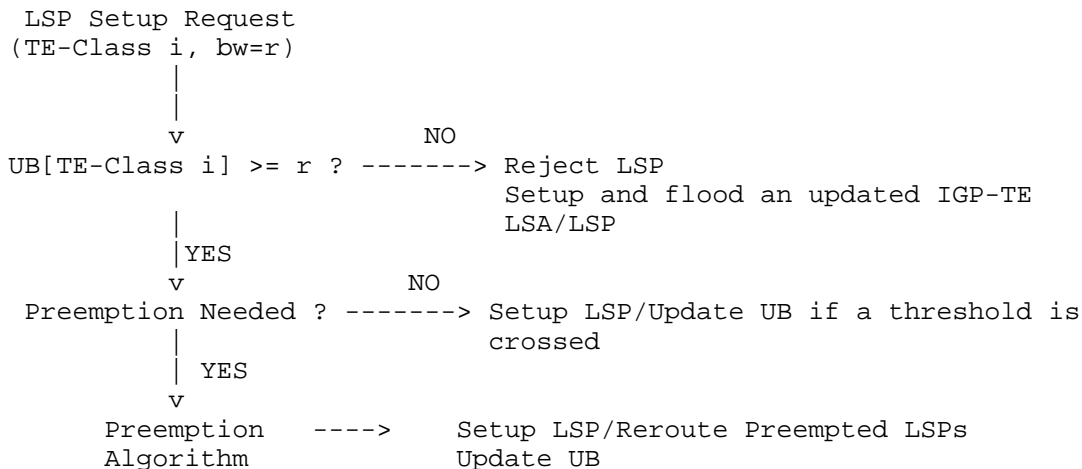 LSP Setup Request
(TE-Class i, bw=r)
|
|
v NO
UB[TE-Class i] >= r ? -------> Reject LSP
Setup and flood an updated IGP-TE
| LSA/LSP
|YES
v NO
Preemption Needed ? -------> Setup LSP/Update UB if a threshold is
| crossed
| YES
v
Preemption ----> Setup LSP/Reroute Preempted LSPs
Algorithm Update UB